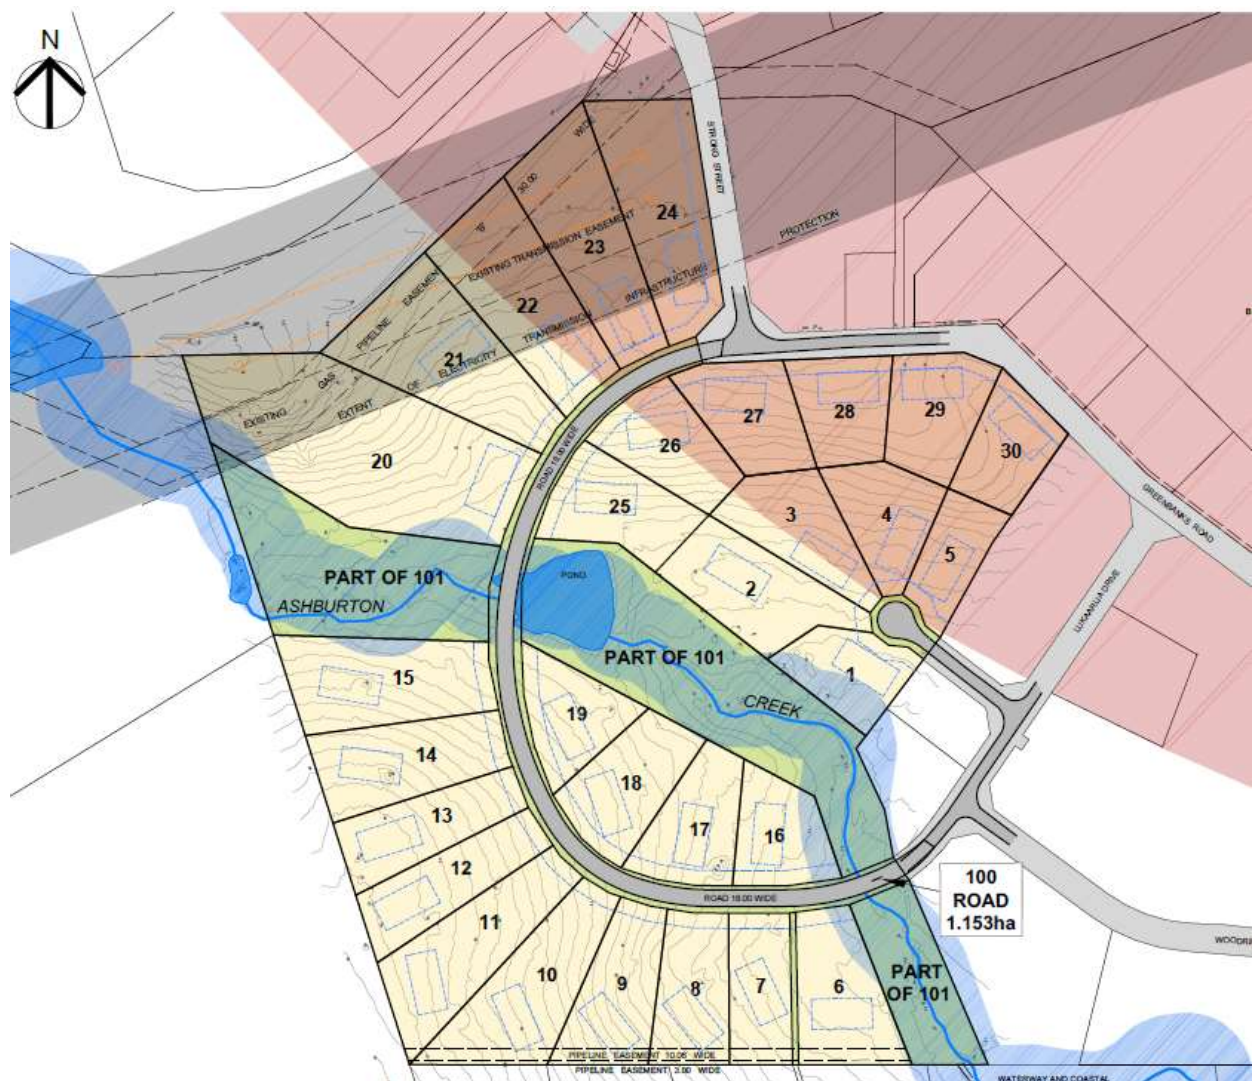 N
WIDE
30.00
'B'
24
23
22
STRONG STREET
PROTECTION
EXISTING TRANSMISSION EASEMENT
INFRASTRUCTURE
TRANSMISSION
ELECTRICITY
OF
EXTENT
PIPELINE EASEMENT
GAS
EXISTING
21
20
B
27
28
29
30
26
25
ROAD 18.00 WIDE
3
4
5
GREENBANKS ROAD
LUKAARLIA DRIVE
2
1
POND
PART OF 101
ASHBURTON
PART OF 101
CREEK
15
14
13
12
11
10
9
8
7
6
19
18
17
16
ROAD 18.00 WIDE
100
ROAD
1.153ha
PART
OF 101
PIPELINE EASEMENT 10.06 WIDE
PIPELINE EASEMENT 3.00 WIDE
WATERWAY AND COASTAL